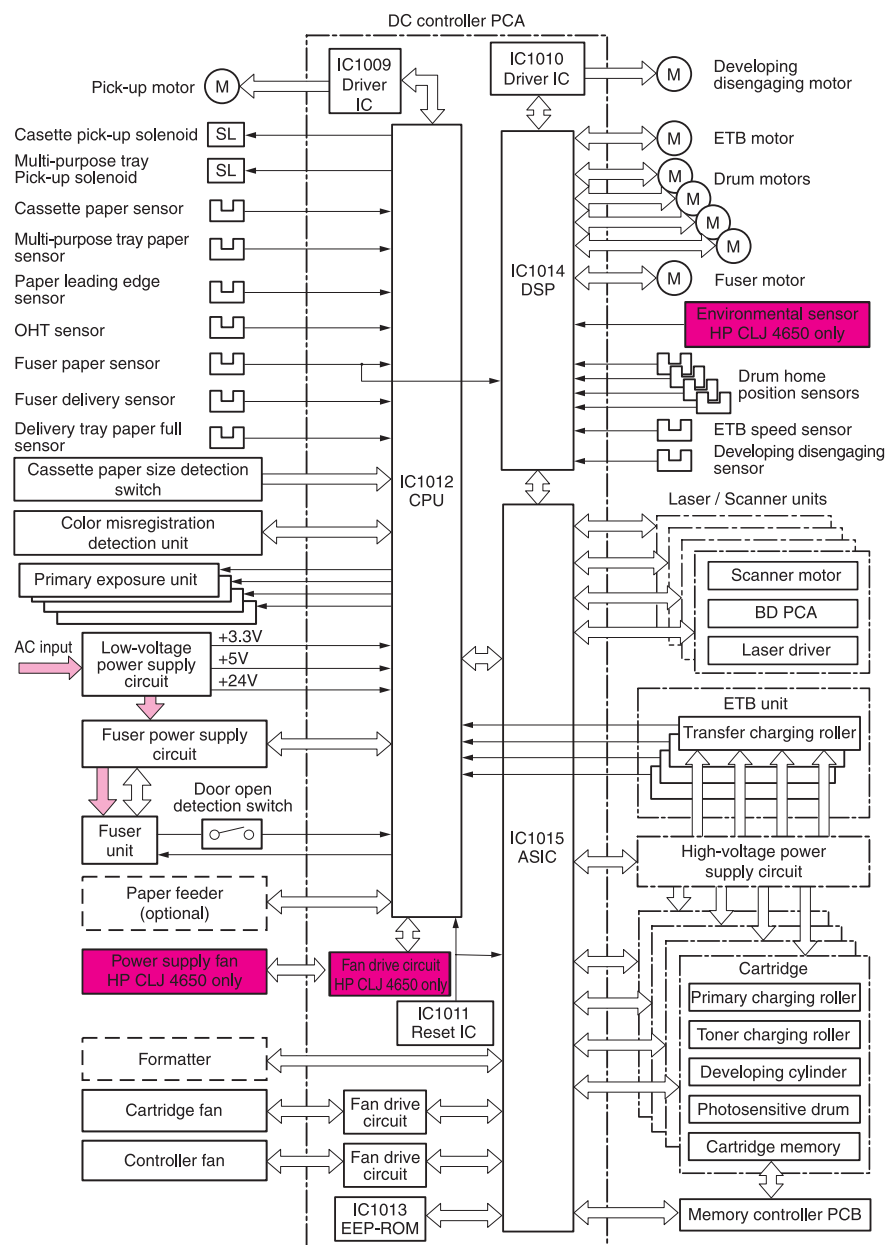 DC controller PCA
IC1009
Driver
IC
IC1010
Driver IC
Pick-up motor
M
M
Developing
disengaging motor
Casette pick-up solenoid
SL
M
ETB motor
Multi-purpose tray
Pick-up solenoid
SL
M
M
M
M
Drum motors
Cassette paper sensor
Multi-purpose tray paper
sensor
IC1014
DSP
M
Fuser motor
Paper leading edge
sensor
Environmental sensor
HP CLJ 4650 only
OHT sensor
Fuser paper sensor
Drum home
position sensors
Fuser delivery sensor
ETB speed sensor
Delivery tray paper full
sensor
Developing disengaging
sensor
Cassette paper size detection
switch
IC1012
CPU
Laser / Scanner units
Color misregistration
detection unit
Scanner motor
Primary exposure unit
BD PCA
Laser driver
AC input
Low-voltage
power supply
circuit
+3.3V
+5V
+24V
ETB unit
Transfer charging roller
Fuser power supply
circuit
Door open
detection switch
Fuser
unit
IC1015
ASIC
High-voltage power
supply circuit
Paper feeder
(optional)
Power supply fan
HP CLJ 4650 only
Fan drive circuit
HP CLJ 4650 only
Cartridge
Primary charging roller
IC1011
Reset IC
Toner charging roller
Formatter
Developing cylinder
Cartridge fan
Fan drive
circuit
Photosensitive drum
Controller fan
Fan drive
circuit
Cartridge memory
IC1013
EEP-ROM
Memory controller PCB